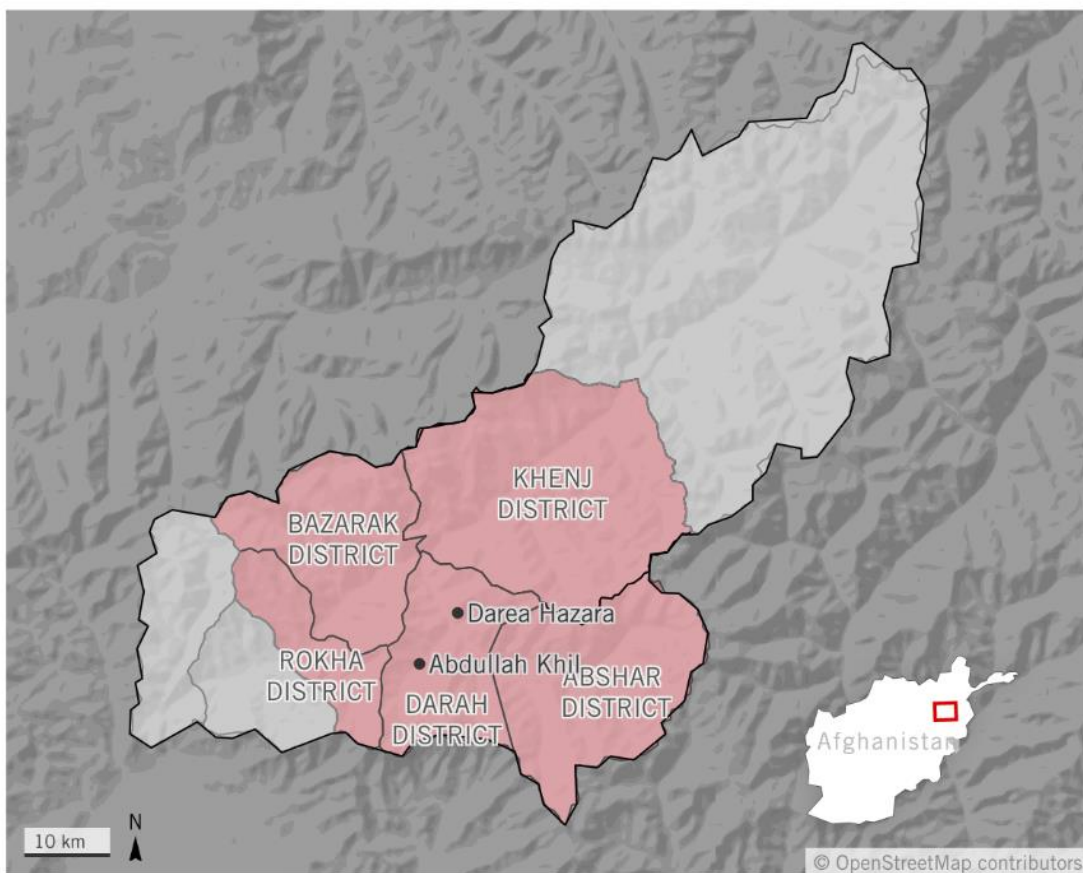 KHENJ
DISTRICT
BAZARAK
DISTRICT
Darea Hazara
Abdullah Khil
ROKHA
DISTRICT
DARAH
DISTRICT
ABSHAR
DISTRICT
Afghanistan
10 km
N
© OpenStreetMap contributors